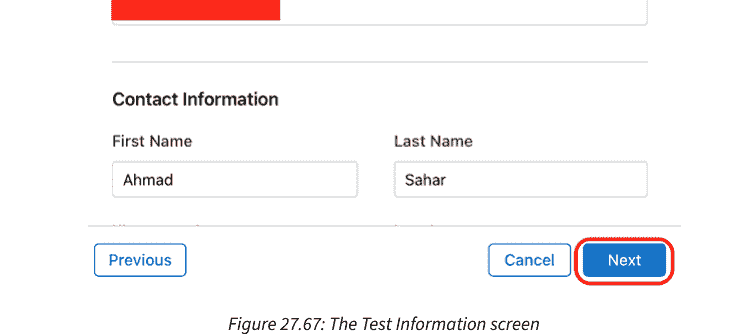 Contact Information
First Name Last Name
Ahmad Sahar
Previous Cancel Next
Figure 27.67: The Test Information screen